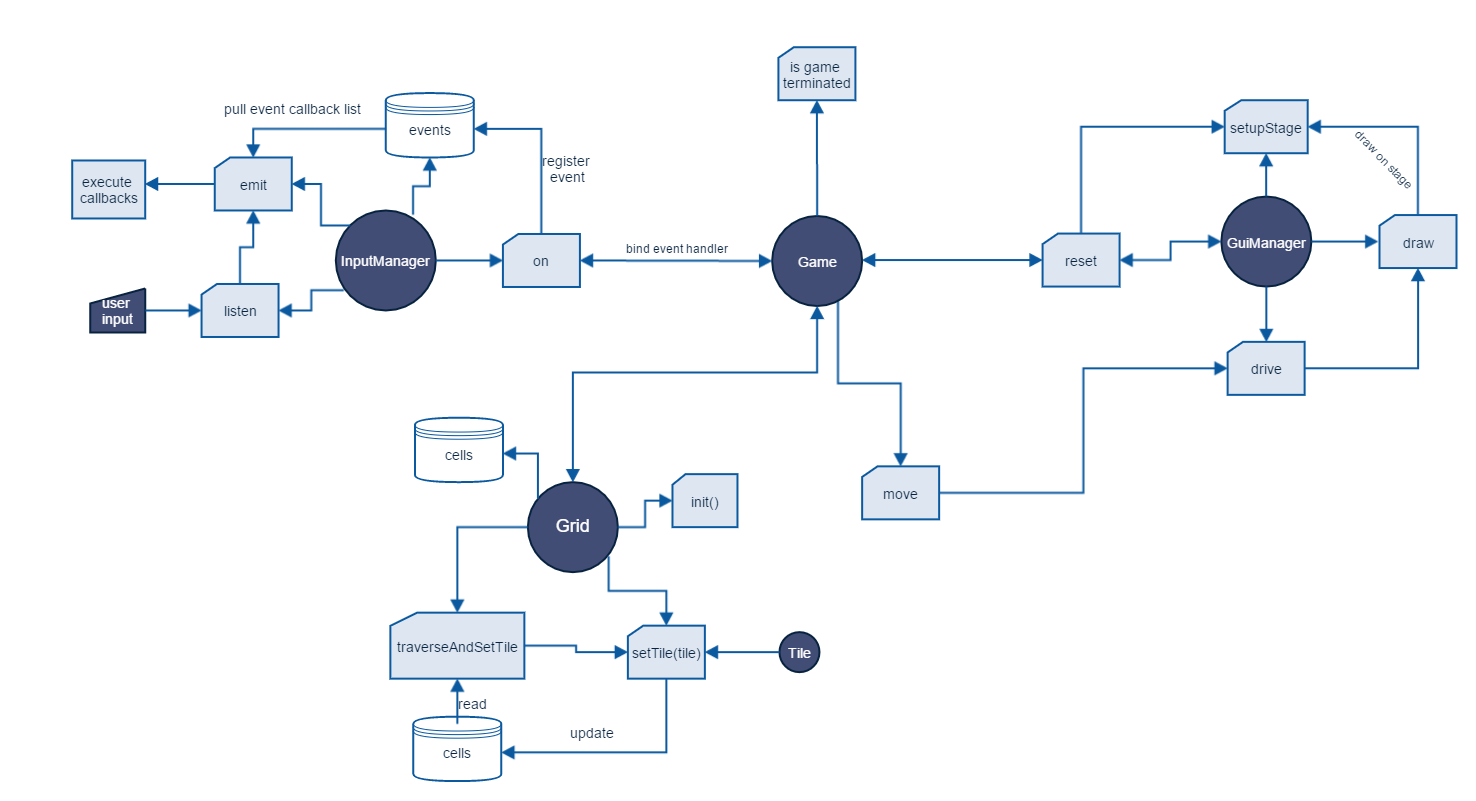 is game
terminated
pull event callback list
events
setupStage
draw on stage
register
event
execute
callbacks
emit
InputManager
on
bind event handler
Game
reset
GuiManager
draw
user
input
listen
drive
cells
init()
move
Grid
traverseAndSetTile
setTile(tile)
Tile
read
update
cells